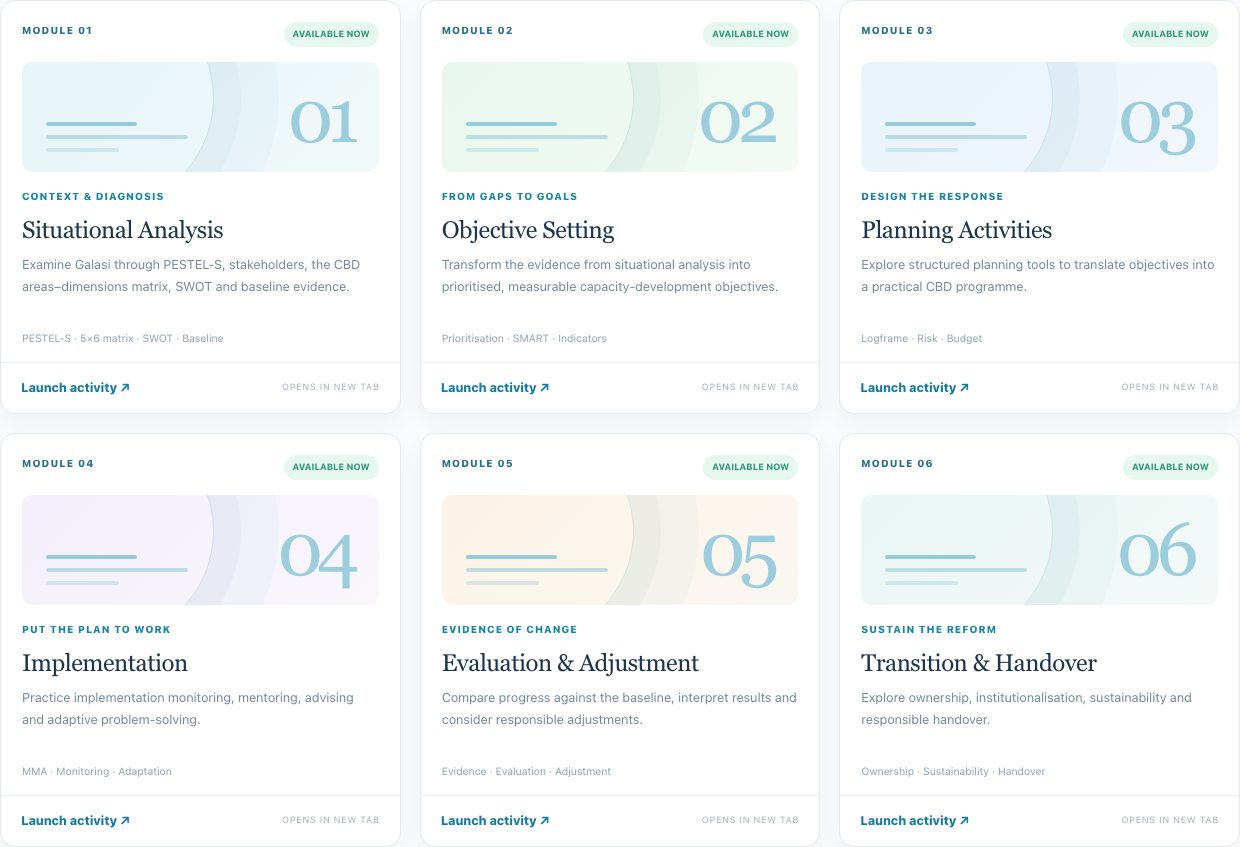 MODULE 01
AVAILABLE NOW
01
CONTEXT & DIAGNOSIS
Situational Analysis
Examine Galasi through PESTEL-S, stakeholders, the CBD
areas–dimensions matrix, SWOT and baseline evidence.
PESTEL-S · 5×6 matrix · SWOT · Baseline
Launch activity ↗
OPENS IN NEW TAB
MODULE 02
AVAILABLE NOW
02
FROM GAPS TO GOALS
Objective Setting
Transform the evidence from situational analysis into
prioritised, measurable capacity-development objectives.
Prioritisation · SMART · Indicators
Launch activity ↗
OPENS IN NEW TAB
MODULE 03
AVAILABLE NOW
03
DESIGN THE RESPONSE
Planning Activities
Explore structured planning tools to translate objectives into
a practical CBD programme.
Logframe · Risk · Budget
Launch activity ↗
OPENS IN NEW TAB
MODULE 04
AVAILABLE NOW
04
PUT THE PLAN TO WORK
Implementation
Practice implementation monitoring, mentoring, advising
and adaptive problem-solving.
MMA · Monitoring · Adaptation
Launch activity ↗
OPENS IN NEW TAB
MODULE 05
AVAILABLE NOW
05
EVIDENCE OF CHANGE
Evaluation & Adjustment
Compare progress against the baseline, interpret results and
consider responsible adjustments.
Evidence · Evaluation · Adjustment
Launch activity ↗
OPENS IN NEW TAB
MODULE 06
AVAILABLE NOW
06
SUSTAIN THE REFORM
Transition & Handover
Explore ownership, institutionalisation, sustainability and
responsible handover.
Ownership · Sustainability · Handover
Launch activity ↗
OPENS IN NEW TAB